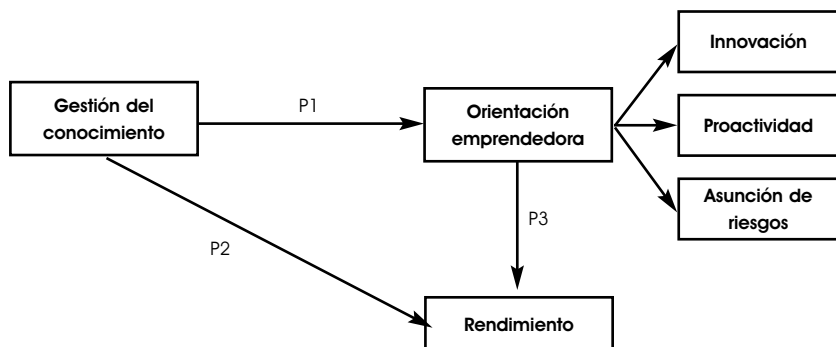 Innovación
Gestión del
conocimiento
P1
Orientación
emprendedora
Proactividad
Asunción de
riesgos
P2
P3
Rendimiento